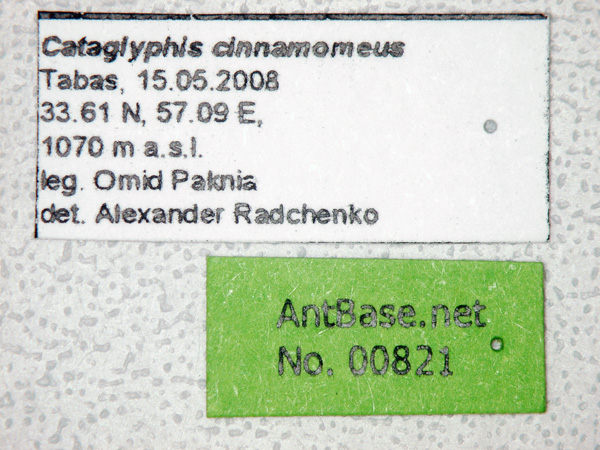 Cataglyphis cinnamomeus
Tabas, 15.05.2008
33.61 N, 57.09 E,
1070 m a.s.l.
leg. Omid Paknia
det. Alexander Radchenko
AntBase.net
No. 00821